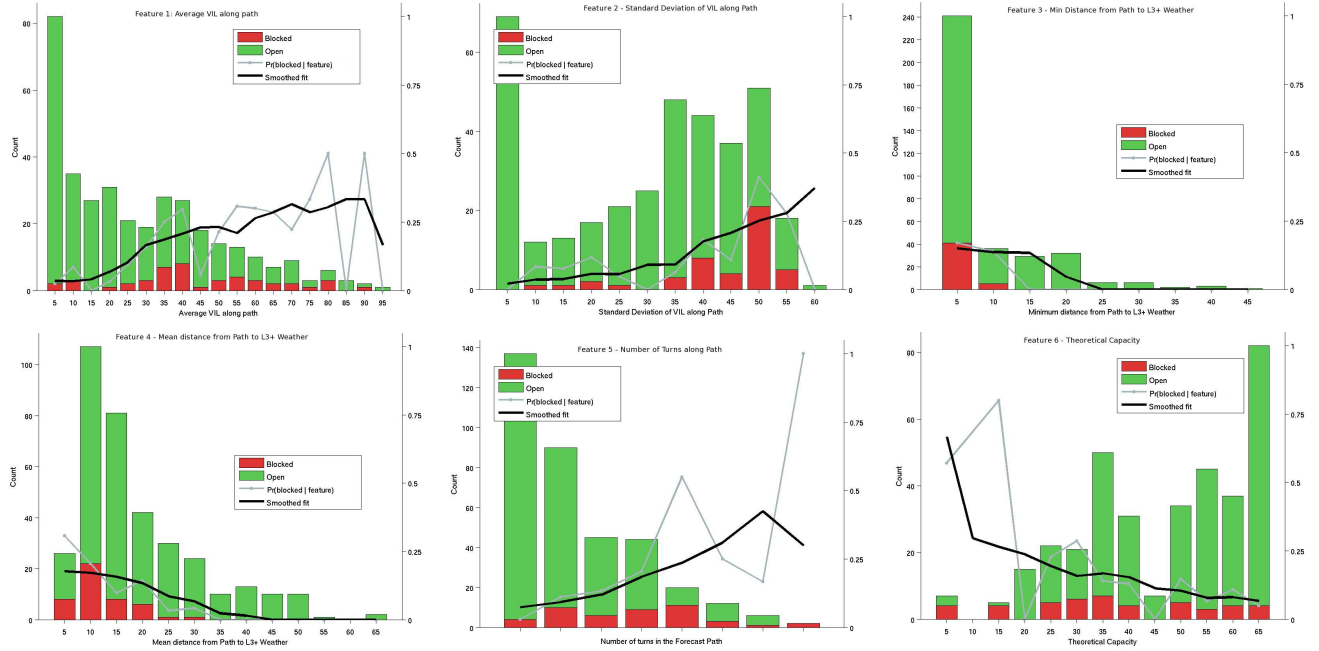 Feature 1: Average VIL along path
80
60
40
20
0
Count
1
0.75
0.5
0.25
0
Blocked
Open
Pr(blocked | feature)
Smoothed fit
5 10 15 20 25 30 35 40 45 50 55 60 65 70 75 80 85 90 95
Average VIL along path
Feature 2 - Standard Deviation of VIL along Path
60
40
20
0
Count
1
0.75
0.5
0.25
0
Blocked
Open
Pr(blocked | feature)
Smoothed fit
5 10 15 20 25 30 35 40 45 50 55 60
Standard Deviation of VIL along Path
Feature 3 - Min Distance from Path to L3+ Weather
240
220
200
180
160
140
120
100
80
60
40
20
0
Count
1
0.75
0.5
0.25
0
Blocked
Open
Pr(blocked | feature)
Smoothed fit
5 10 15 20 25 30 35 40 45
Minimum distance from Path to L3+ Weather
Feature 4 - Mean distance from Path to L3+ Weather
100
80
60
40
20
0
Count
1
0.75
0.5
0.25
0
Blocked
Open
Pr(blocked | feature)
Smoothed fit
5 10 15 20 25 30 35 40 45 50 55 60 65
Mean distance from Path to L3+ Weather
Feature 5 - Number of Turns along Path
140
120
100
80
60
40
20
0
Count
1
0.75
0.5
0.25
0
Blocked
Open
Pr(blocked | feature)
Smoothed fit
Number of turns in the Forecast Path
Feature 6 - Theoretical Capacity
80
60
40
20
0
Count
1
0.75
0.5
0.25
0
Blocked
Open
Pr(blocked | feature)
Smoothed fit
5 10 15 20 25 30 35 40 45 50 55 60 65
Theoretical Capacity